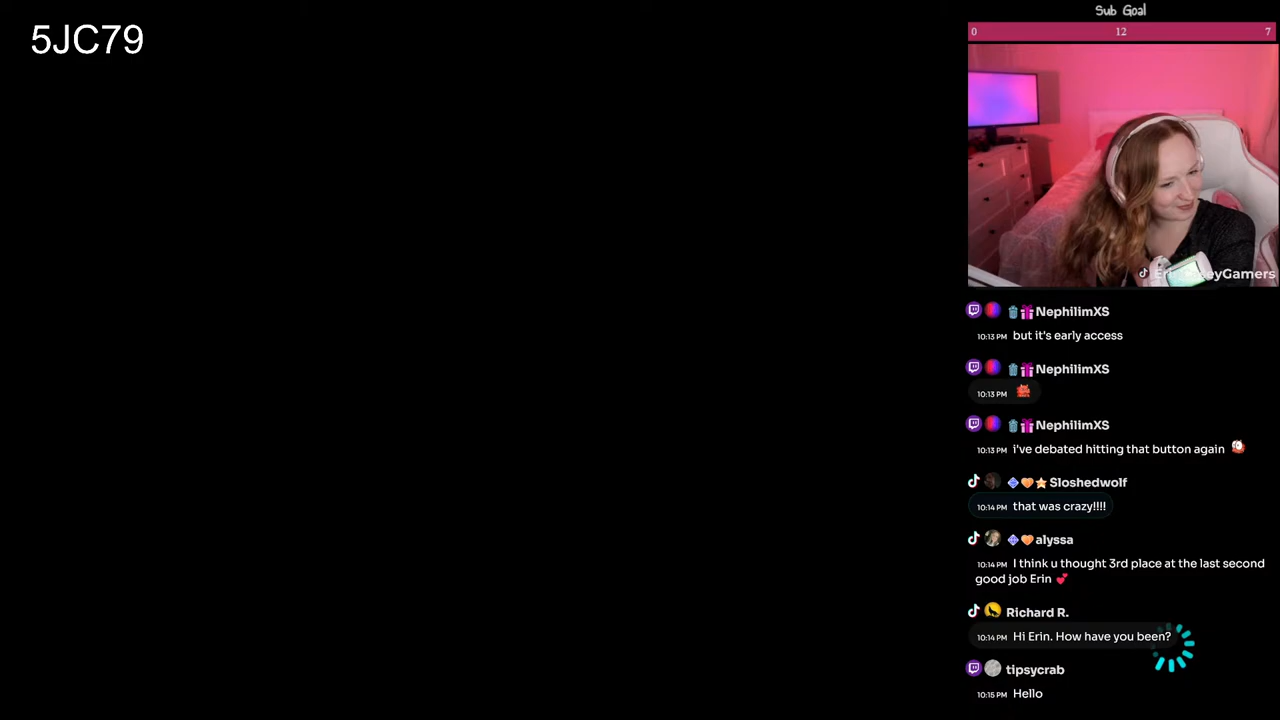 5JC79
Sub Goal
0 12 7
NephilimXS
10:13 PM but it's early access
NephilimXS
10:13 PM
NephilimXS
10:13 PM i've debated hitting that button again
Sloshedwolf
10:14 PM that was crazy!!!!
alyssa
10:14 PM I think u thought 3rd place at the last second
good job Erin
Richard R.
10:14 PM Hi Erin. How have you been?
tipsycrab
10:15 PM Hello